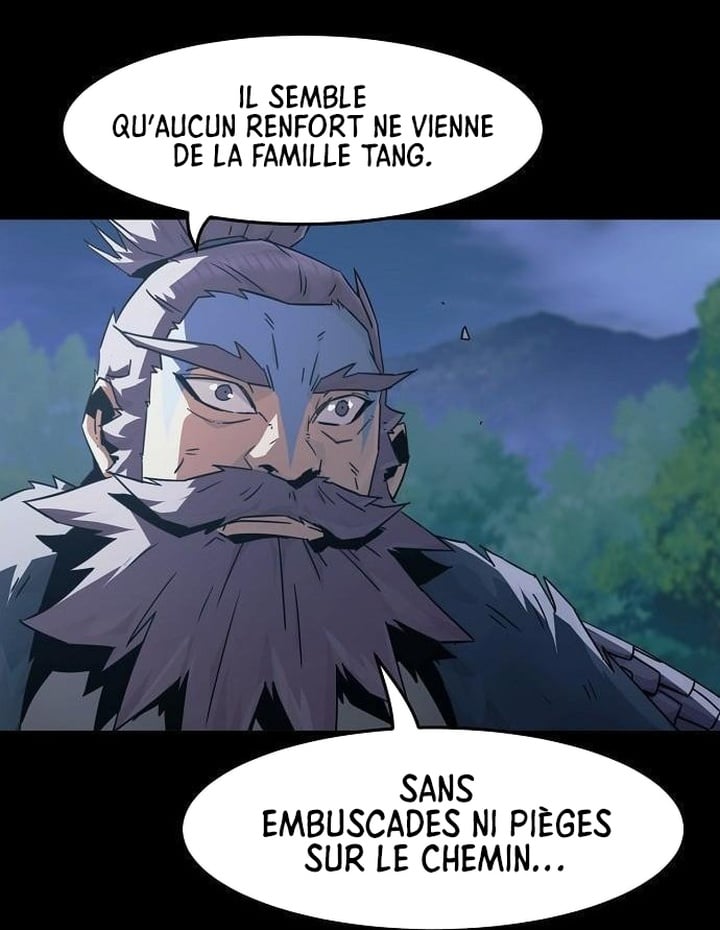 IL SEMBLE
QU'AUCUN RENFORT NE VIENNE
DE LA FAMILLE TANG.
SANS
EMBUSCADES NI PIÈGES
SUR LE CHEMIN...